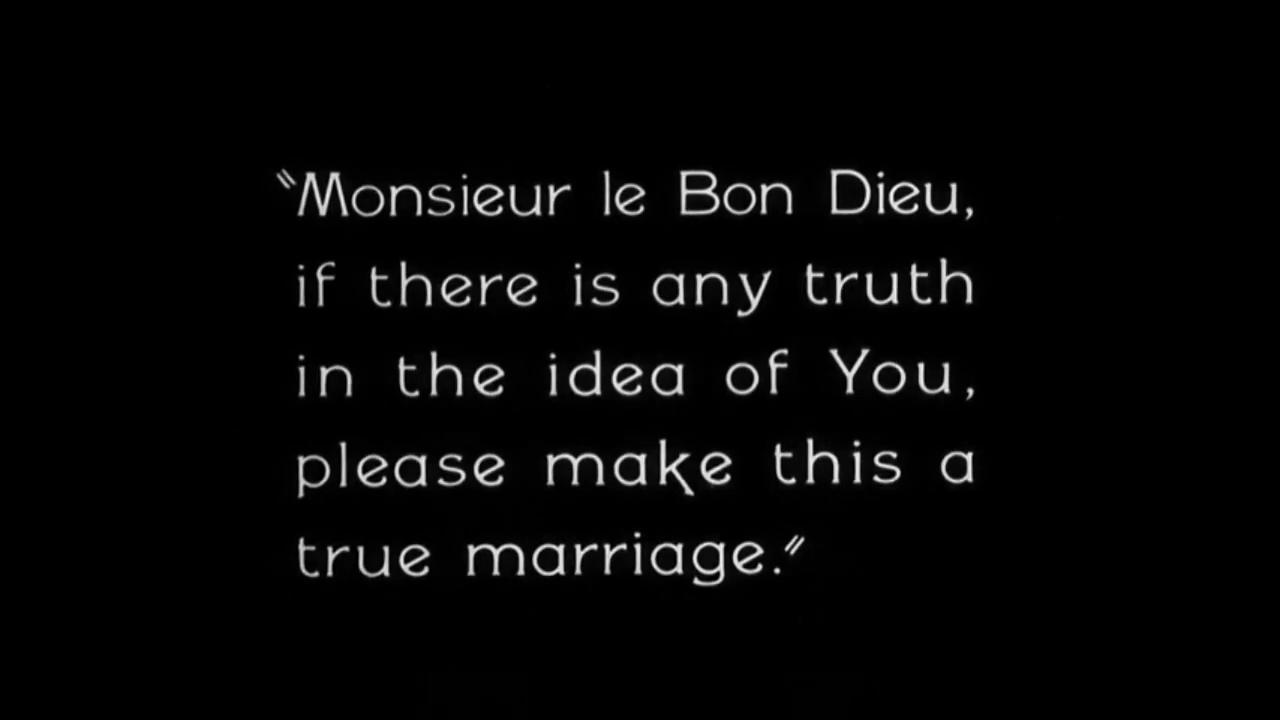 "Monsieur le Bon Dieu,
if there is any truth
in the idea of You,
please make this a
true marriage."